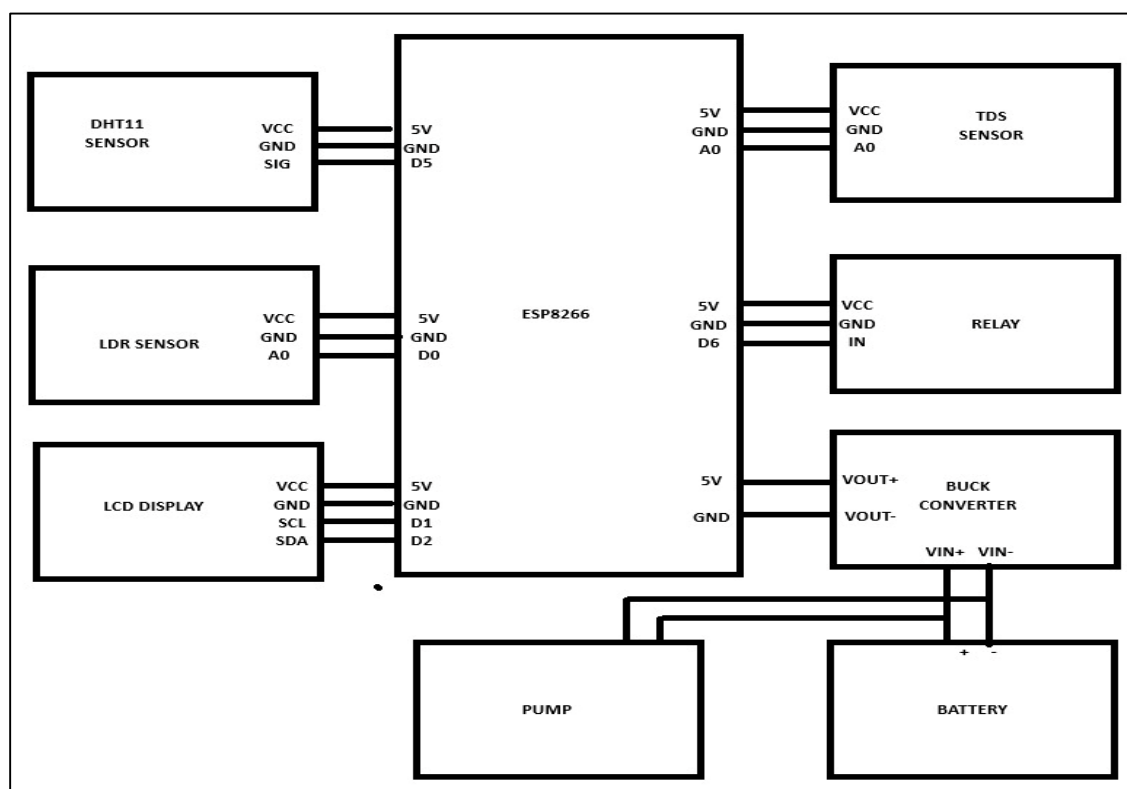 DHT11
SENSOR
VCC
GND
SIG
5V
GND
D5
LDR SENSOR
VCC
GND
A0
5V
GND
D0
LCD DISPLAY
VCC
GND
SCL
SDA
5V
GND
D1
D2
ESP8266
5V
GND
A0
VCC
GND
A0
TDS
SENSOR
5V
GND
D6
VCC
GND
IN
RELAY
5V
GND
VOUT+
VOUT-
BUCK
CONVERTER
VIN+ VIN-
PUMP
+ -
BATTERY